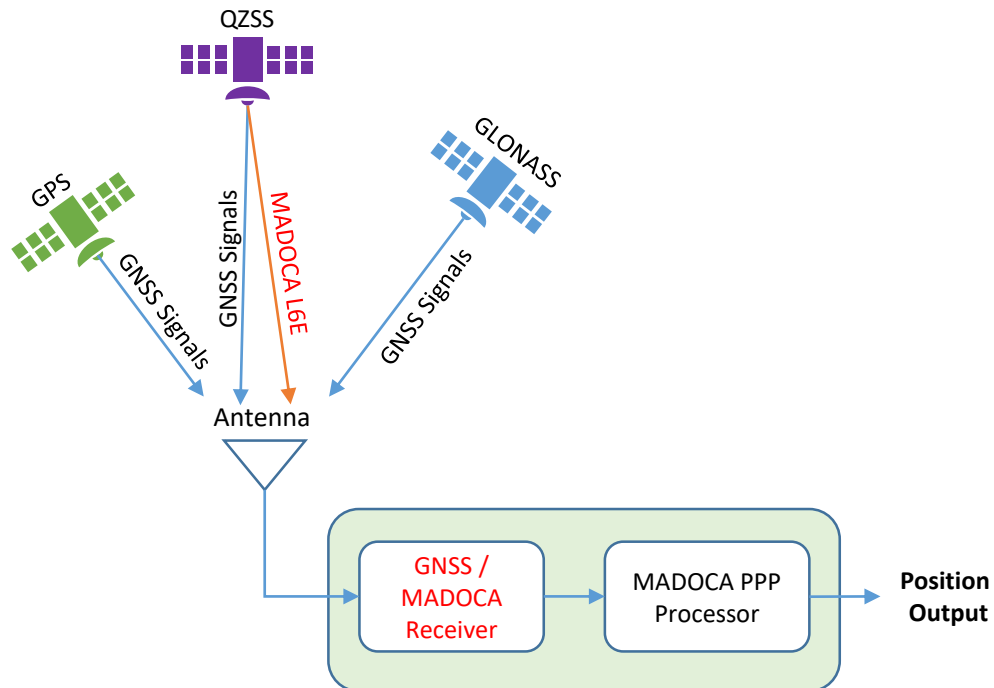 QZSS
GPS
GLONASS
GNSS Signals
GNSS Signals
MADOCA L6E
GNSS Signals
Antenna
GNSS /
MADOCA
Receiver
MADOCA PPP
Processor
Position
Output